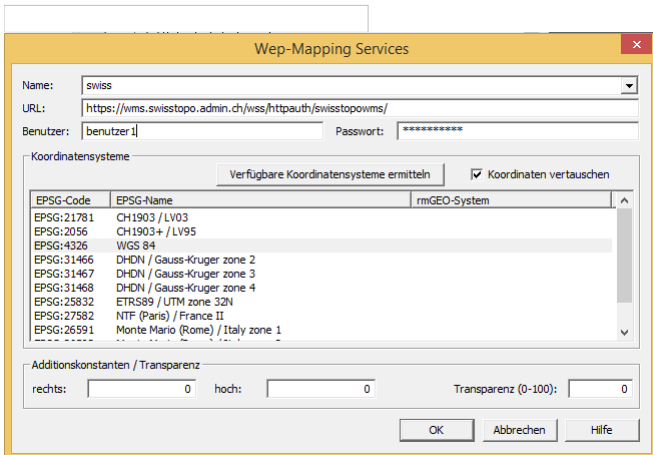 Wep-Mapping Services
Name: swiss
URL: https://wms.swisstopo.admin.ch/wss/httpauth/swisstopowms/
Benutzer: benutzer1 Passwort: **********
Koordinatensysteme
Verfügbare Koordinatensysteme ermitteln Koordinaten vertauschen
EPSG-Code EPSG-Name rmGEO-System
EPSG:21781 CH1903 / LV03
EPSG:2056 CH1903+ / LV95
EPSG:4326 WGS 84
EPSG:31466 DHDN / Gauss-Kruger zone 2
EPSG:31467 DHDN / Gauss-Kruger zone 3
EPSG:31468 DHDN / Gauss-Kruger zone 4
EPSG:25832 ETRS89 / UTM zone 32N
EPSG:27582 NTF (Paris) / France II
EPSG:26591 Monte Mario (Rome) / Italy zone 1
Additionskonstanten / Transparenz
rechts: 0 hoch: 0 Transparenz (0-100): 0
OK Abbrechen Hilfe